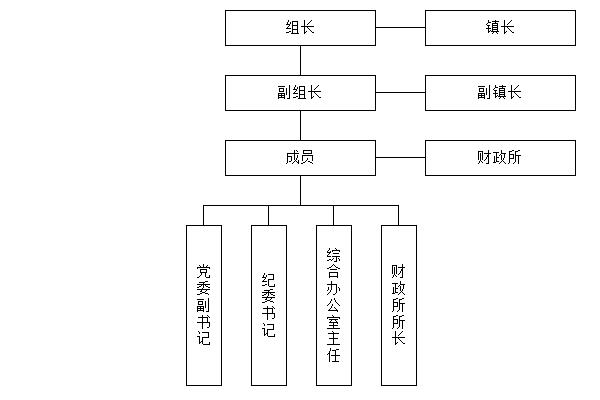 组长
镇长
副组长
副镇长
成员
财政所
党委副书记
纪委书记
综合办公室主任
财政所所长